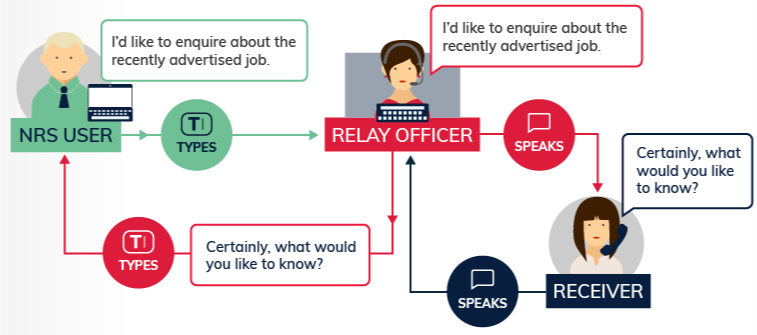 I'd like to enquire about the
recently advertised job.
I'd like to enquire about the
recently advertised job.
NRS USER
T
TYPES
RELAY OFFICER
SPEAKS
Certainly, what
would you like
to know?
T
TYPES
Certainly, what would
you like to know?
SPEAKS
RECEIVER